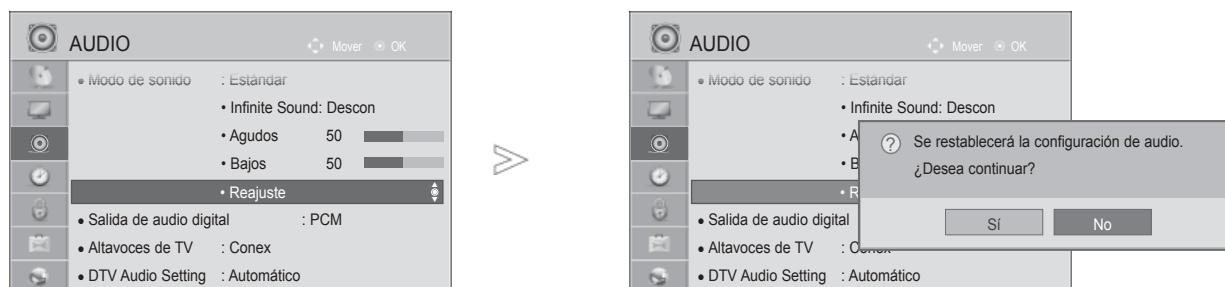 AUDIO
Mover OK
• Modo de sonido : Estándar
• Infinite Sound: Descon
• Agudos 50
• Bajos 50
• Reajuste
• Salida de audio digital : PCM
• Altavoces de TV : Conex
• DTV Audio Setting : Automático
AUDIO
Mover OK
• Modo de sonido : Estándar
• Infinite Sound: Descon
• A
• B
• R
• Salida de audio digital
• Altavoces de TV : Conex
• DTV Audio Setting : Automático
? Se restablecerá la configuración de audio.
¿Desea continuar?
Sí No